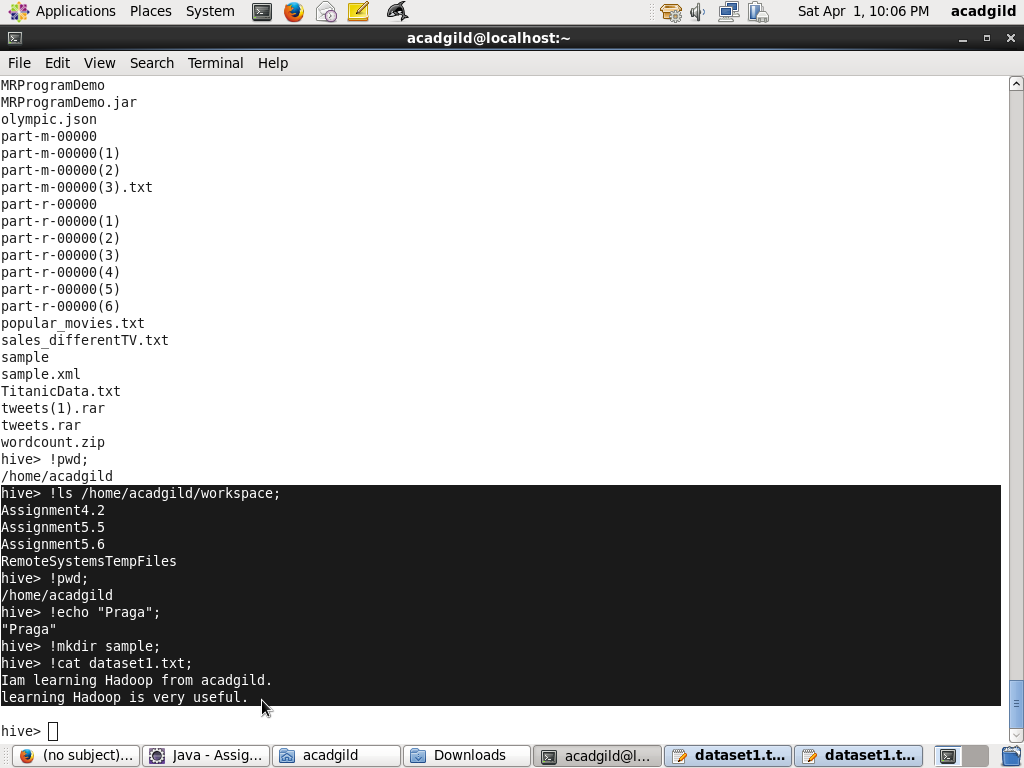 Applications Places System Sat Apr 1, 10:06 PM acadgild
acadgild@localhost:~
File Edit View Search Terminal Help
MRProgramDemo
MRProgramDemo.jar
olympic.json
part-m-00000
part-m-00000(1)
part-m-00000(2)
part-m-00000(3).txt
part-r-00000
part-r-00000(1)
part-r-00000(2)
part-r-00000(3)
part-r-00000(4)
part-r-00000(5)
part-r-00000(6)
popular_movies.txt
sales_differentTV.txt
sample
sample.xml
TitanicData.txt
tweets(1).rar
tweets.rar
wordcount.zip
hive> !pwd;
/home/acadgild
hive> !ls /home/acadgild/workspace;
Assignment4.2
Assignment5.5
Assignment5.6
RemoteSystemsTempFiles
hive> !pwd;
/home/acadgild
hive> !echo "Praga";
"Praga"
hive> !mkdir sample;
hive> !cat dataset1.txt;
Iam learning Hadoop from acadgild.
learning Hadoop is very useful.
hive>
(no subject)... Java - Assig... acadgild Downloads acadgild@l... dataset1.t... dataset1.t...